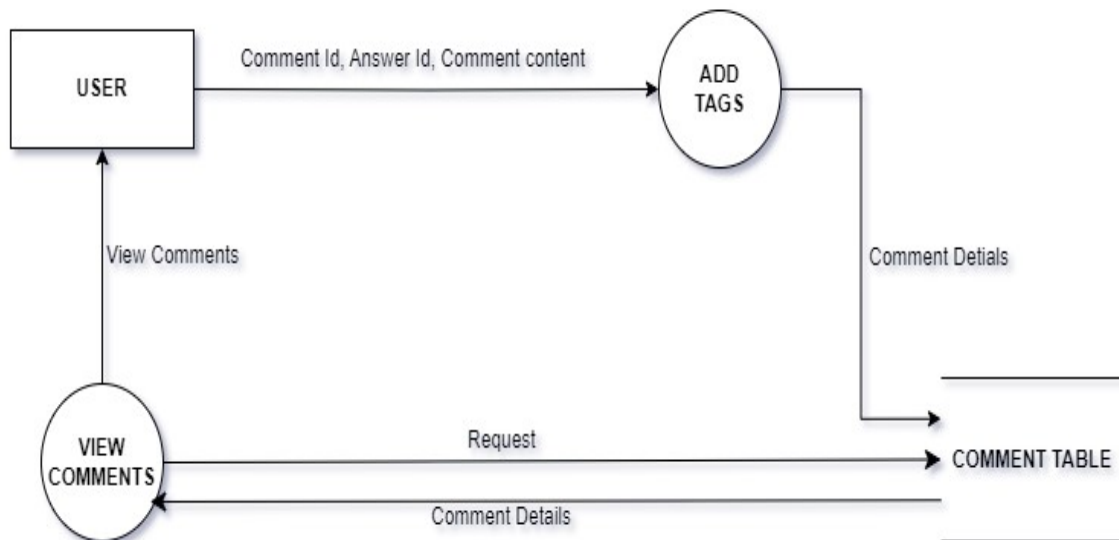 Comment Id, Answer Id, Comment content
USER
ADD
TAGS
View Comments
Comment Detials
VIEW
COMMENTS
Request
COMMENT TABLE
Comment Details